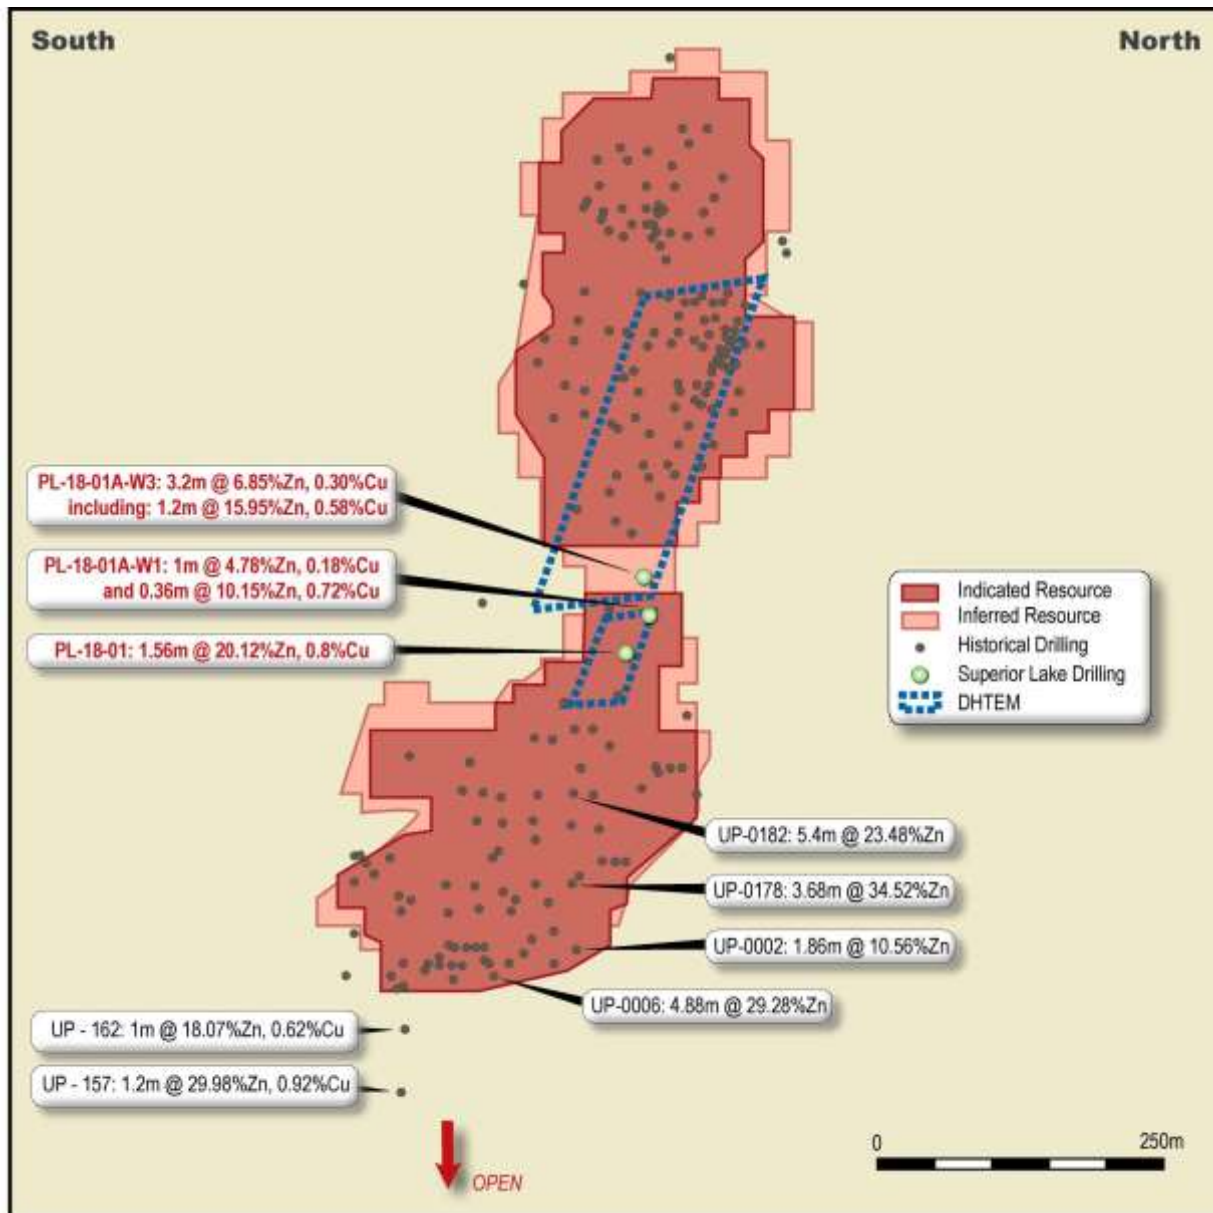 South
North
PL-18-01A-W3: 3.2m @ 6.85%Zn, 0.30%Cu
including: 1.2m @ 15.95%Zn, 0.58%Cu
PL-18-01A-W1: 1m @ 4.78%Zn, 0.18%Cu
and 0.36m @ 10.15%Zn, 0.72%Cu
PL-18-01: 1.56m @ 20.12%Zn, 0.8%Cu
Indicated Resource
Inferred Resource
Historical Drilling
Superior Lake Drilling
DHTEM
UP-0182: 5.4m @ 23.48%Zn
UP-0178: 3.68m @ 34.52%Zn
UP-0002: 1.86m @ 10.56%Zn
UP-0006: 4.88m @ 29.28%Zn
UP - 162: 1m @ 18.07%Zn, 0.62%Cu
UP - 157: 1.2m @ 29.98%Zn, 0.92%Cu
OPEN
0 250m